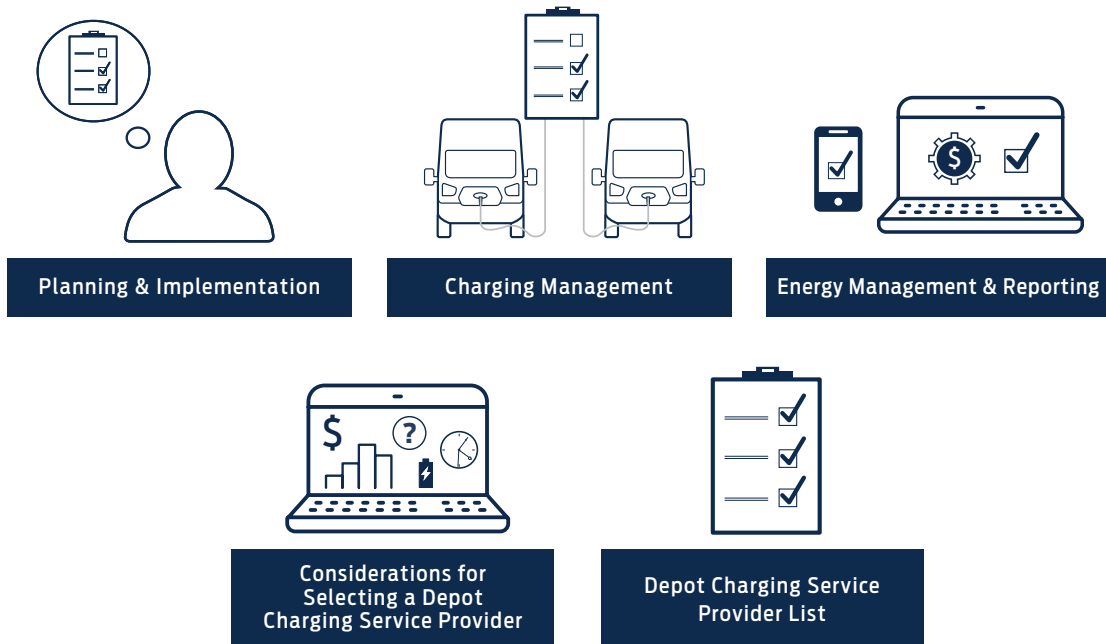 Planning & Implementation
Charging Management
$
Energy Management & Reporting
$
?
Considerations for
Selecting a Depot
Charging Service Provider
Depot Charging Service
Provider List